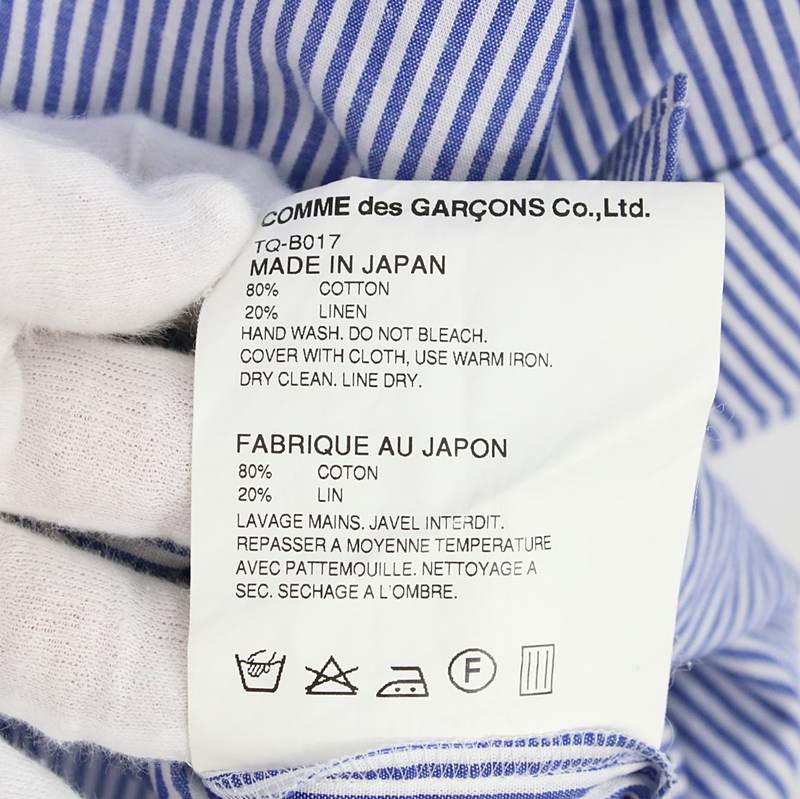 COMME des GARÇONS Co.,Ltd.
TQ-B017
MADE IN JAPAN
80% COTTON
20% LINEN
HAND WASH. DO NOT BLEACH.
COVER WITH CLOTH, USE WARM IRON.
DRY CLEAN. LINE DRY.
FABRIQUE AU JAPON
80% COTON
20% LIN
LAVAGE MAINS. JAVEL INTERDIT.
REPASSER A MOYENNE TEMPERATURE
AVEC PATTEMOUILLE. NETTOYAGE A
SEC. SECHAGE A L'OMBRE.
F